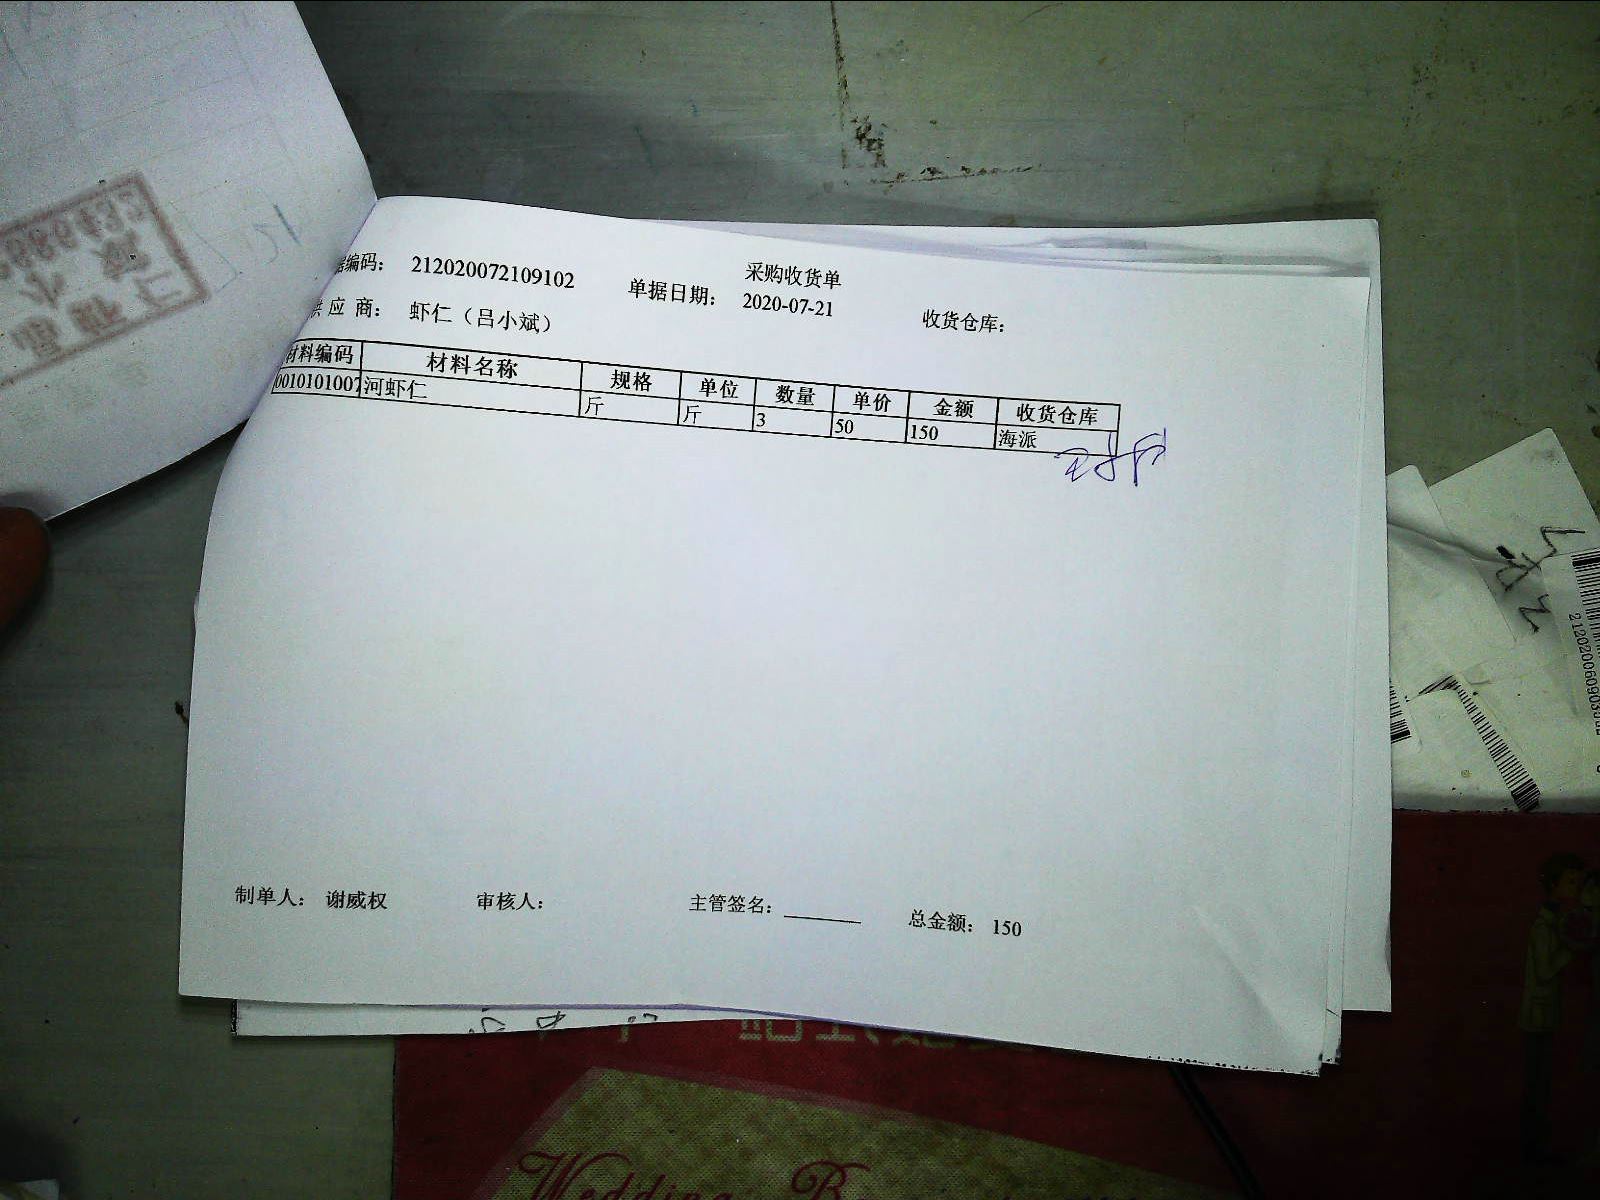 采购收货单
据编码： 212020072109102 单据日期： 2020-07-21 收货仓库：
供 应 商： 虾仁（吕小斌）
材料编码 材料名称 规格 单位 数量 单价 金额 收货仓库
0010101007 河虾仁 斤 斤 3 50 150 海派
制单人： 谢威权 审核人： 主管签名： 总金额： 150
Wedding